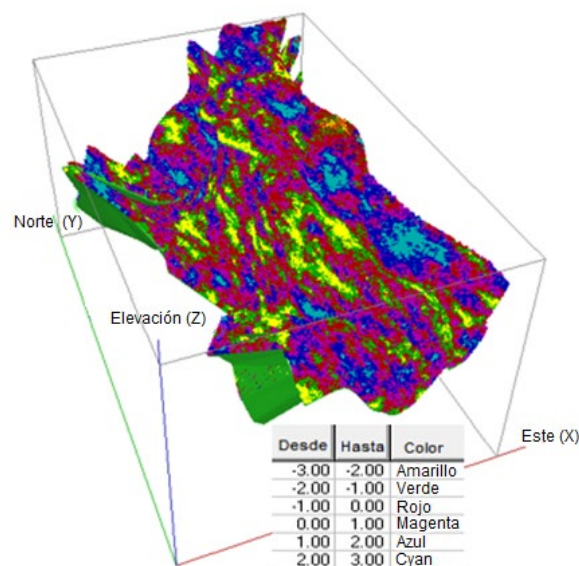 Norte (Y)
Elevación (Z)
Este (X)
Desde Hasta Color
-3.00 -2.00 Amarillo
-2.00 -1.00 Verde
-1.00 0.00 Rojo
0.00 1.00 Magenta
1.00 2.00 Azul
2.00 3.00 Cyan